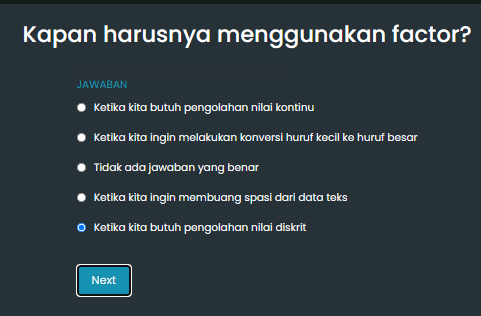 Kapan harusnya menggunakan factor?
JAWABAN
Ketika kita butuh pengolahan nilai kontinu
Ketika kita ingin melakukan konversi huruf kecil ke huruf besar
Tidak ada jawaban yang benar
Ketika kita ingin membuang spasi dari data teks
Ketika kita butuh pengolahan nilai diskrit
Next